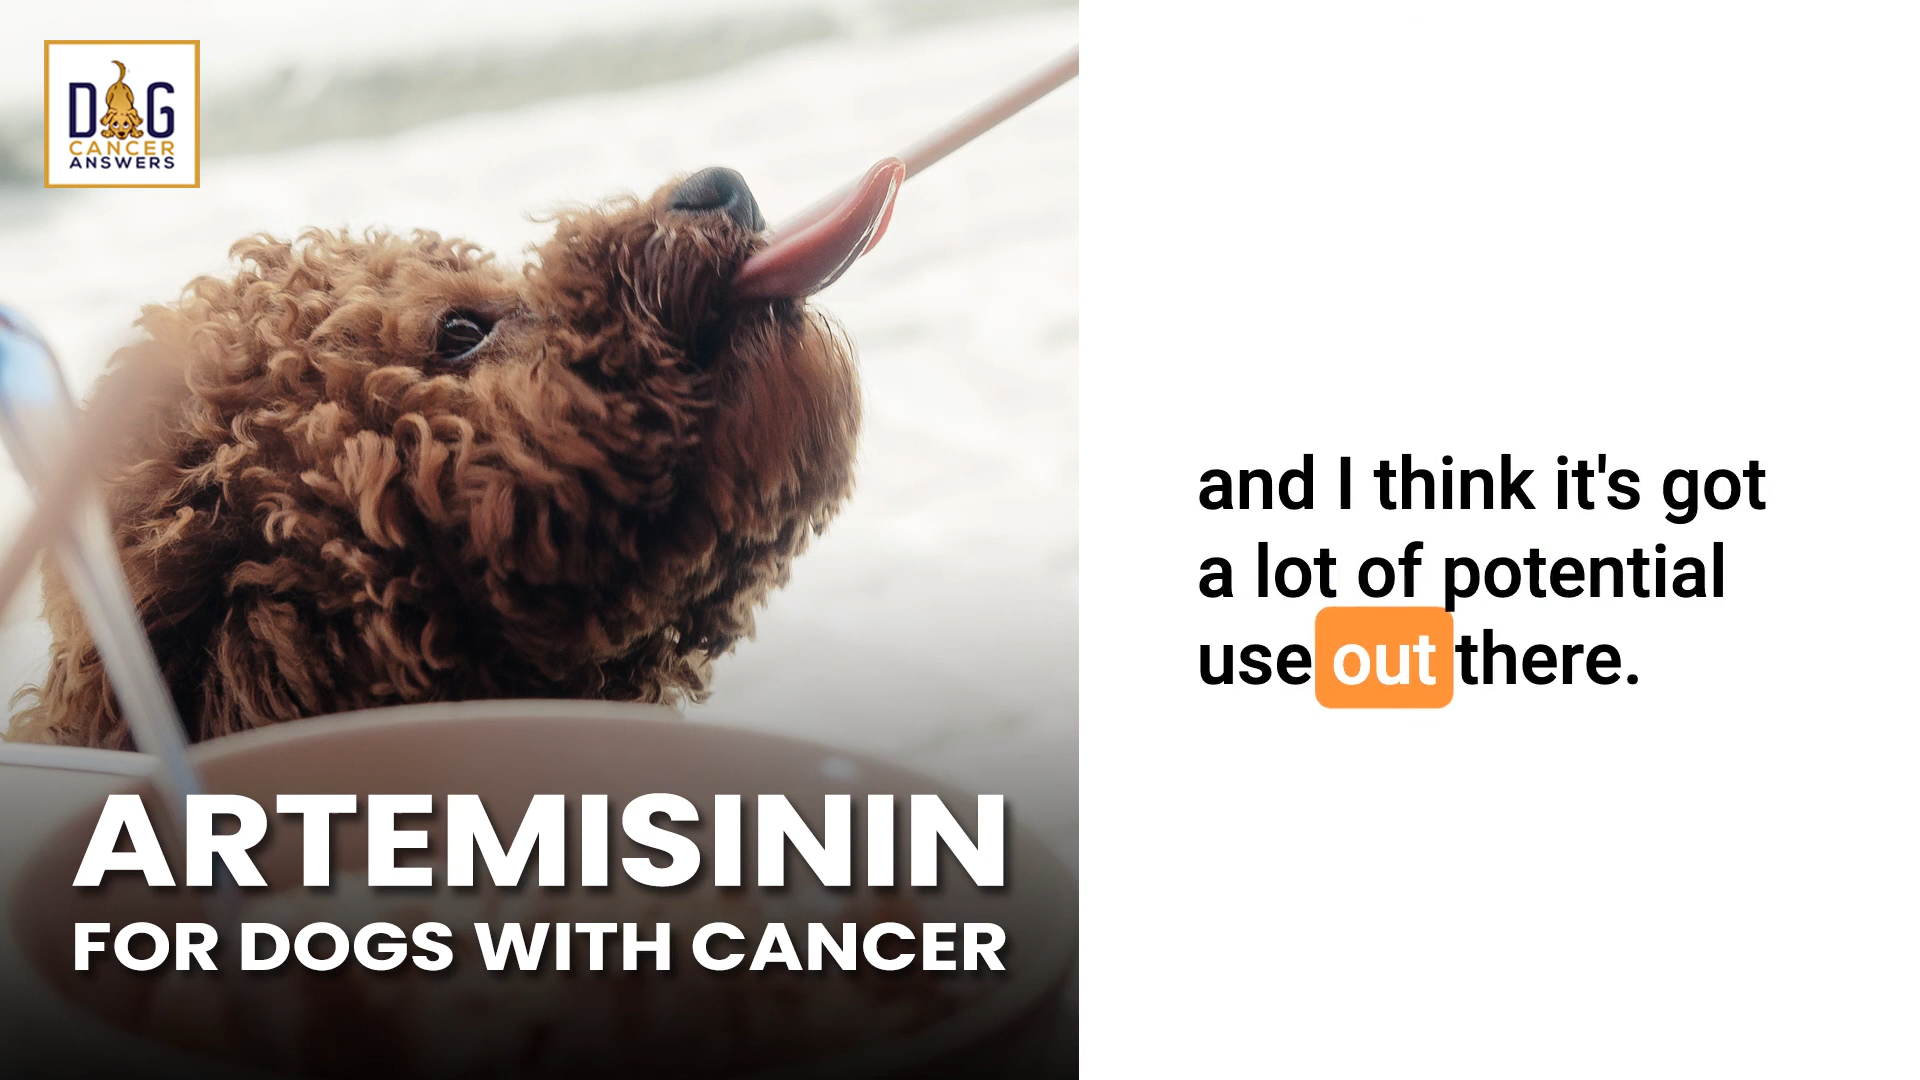 DOG
CANCER
ANSWERS
ARTEMISININ
FOR DOGS WITH CANCER
and I think it's got
a lot of potential
use out there.